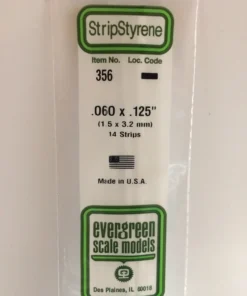 StripStyrene
Item No. Loc. Code
356
.060 x .125"
(1.5 x 3.2 mm)
14 Strips
Made in U.S.A.
evergreen
scale models
Des Plaines, IL 60018